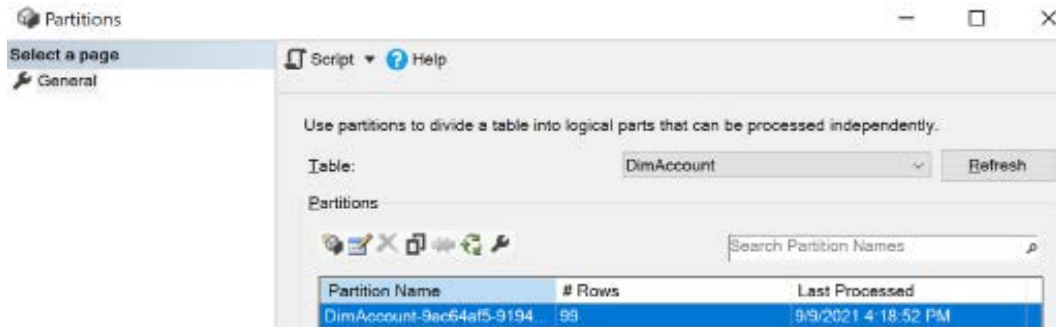 Partitions
Select a page
General
Script Help
Use partitions to divide a table into logical parts that can be processed independently.
Table: DimAccount Refresh
Partitions
Search Partition Names
Partition Name # Rows Last Processed
DimAccount-9ec64af5-9194... 99 9/9/2021 4:18:52 PM